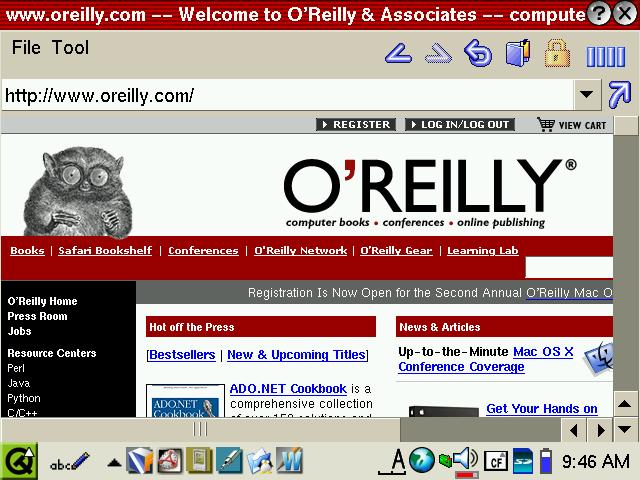 www.oreilly.com -- Welcome to O'Reilly & Associates -- compute
File Tool
http://www.oreilly.com/
REGISTER LOG IN/LOG OUT VIEW CART
O'REILLY®
computer books • conferences • online publishing
Books | Safari Bookshelf | Conferences | O'Reilly Network | O'Reilly Gear | Learning Lab
Registration Is Now Open for the Second Annual O'Reilly Mac O
O'Reilly Home
Press Room
Jobs
Resource Centers
Perl
Java
Python
C/C++
Hot off the Press
[Bestsellers | New & Upcoming Titles]
ADO.NET
Cookbook
ADO.NET Cookbook is a
comprehensive collection
of over 150 solutions and
News & Articles
Up-to-the-Minute Mac OS X
Conference Coverage
Get Your Hands on
abc
A
CF
9:46 AM